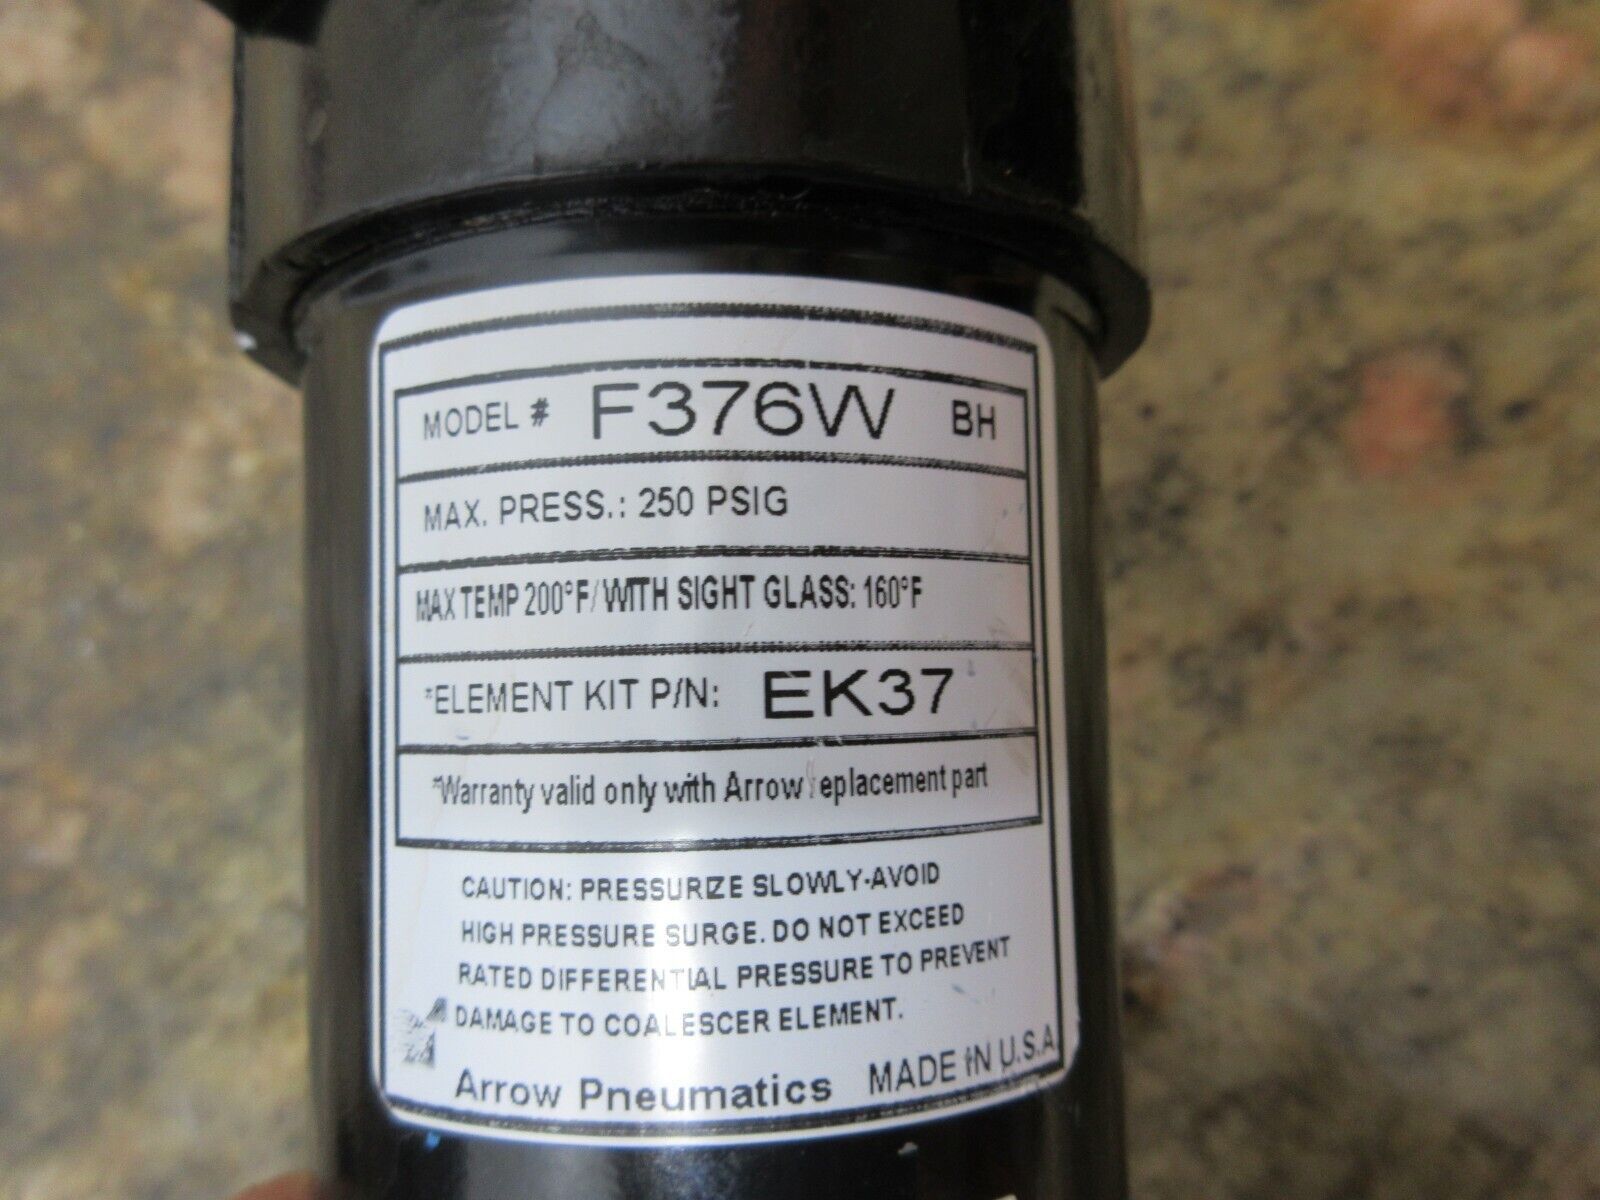 MODEL # F376W BH
MAX. PRESS.: 250 PSIG
MAX TEMP 200°F/WITH SIGHT GLASS: 160°F
*ELEMENT KIT P/N: EK37
*Warranty valid only with Arrow eplacement part
CAUTION: PRESSURIZE SLOWLY-AVOID
HIGH PRESSURE SURGE. DO NOT EXCEED
RATED DIFFERENTIAL PRESSURE TO PREVENT
DAMAGE TO COALESCER ELEMENT.
Arrow Pneumatics MADE IN U.S.A